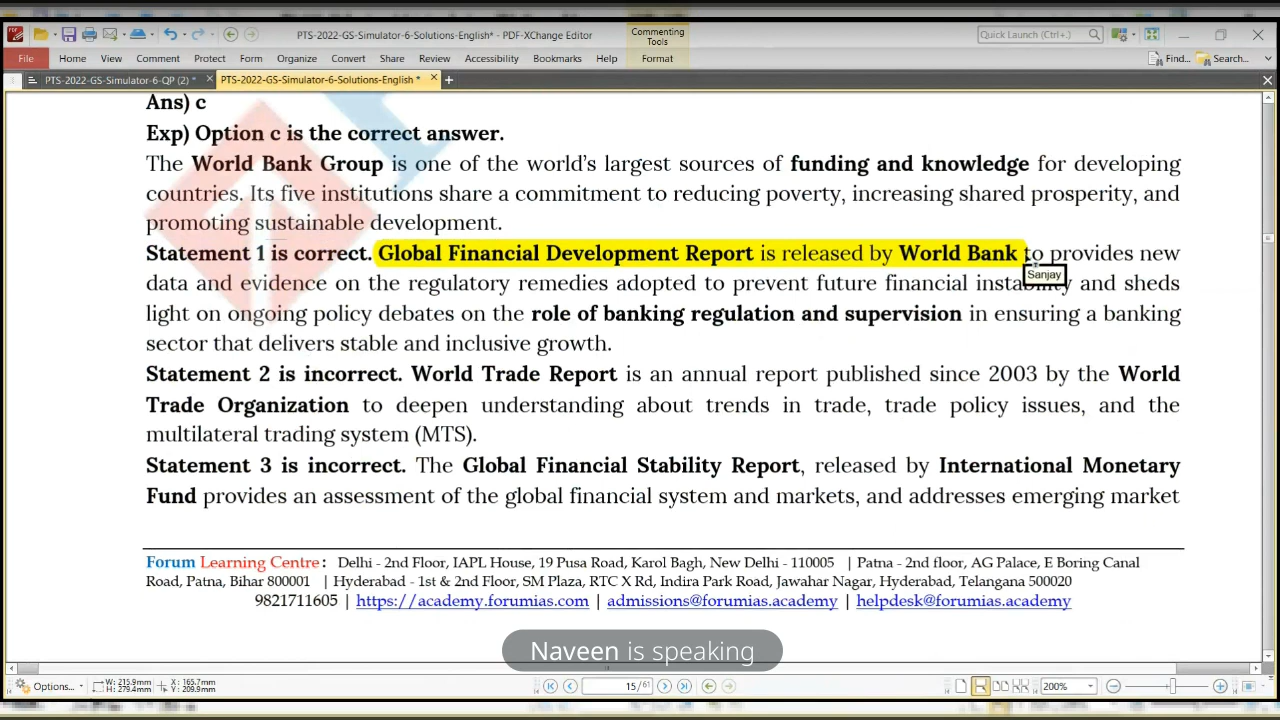 PTS-2022-GS-Simulator-6-Solutions-English* - PDF-XChange Editor
Commenting Tools
Quick Launch (Ctrl+.)
File Home View Comment Protect Form Organize Convert Share Review Accessibility Bookmarks Help Format
Find... Search...
PTS-2022-GS-Simulator-6-QP (2) * × PTS-2022-GS-Simulator-6-Solutions-English * ×
Ans) c
Exp) Option c is the correct answer.
The World Bank Group is one of the world's largest sources of funding and knowledge for developing
countries. Its five institutions share a commitment to reducing poverty, increasing shared prosperity, and
promoting sustainable development.
Statement 1 is correct. Global Financial Development Report is released by World Bank to provides new
Sanjay
data and evidence on the regulatory remedies adopted to prevent future financial instability and sheds
light on ongoing policy debates on the role of banking regulation and supervision in ensuring a banking
sector that delivers stable and inclusive growth.
Statement 2 is incorrect. World Trade Report is an annual report published since 2003 by the World
Trade Organization to deepen understanding about trends in trade, trade policy issues, and the
multilateral trading system (MTS).
Statement 3 is incorrect. The Global Financial Stability Report, released by International Monetary
Fund provides an assessment of the global financial system and markets, and addresses emerging market
Forum Learning Centre : Delhi - 2nd Floor, IAPL House, 19 Pusa Road, Karol Bagh, New Delhi - 110005 | Patna - 2nd floor, AG Palace, E Boring Canal
Road, Patna, Bihar 800001 | Hyderabad - 1st & 2nd Floor, SM Plaza, RTC X Rd, Indira Park Road, Jawahar Nagar, Hyderabad, Telangana 500020
9821711605 | https://academy.forumias.com | admissions@forumias.academy | helpdesk@forumias.academy
Naveen is speaking
Options... W: 215.9mm H: 279.4mm X: 165.7mm Y: 209.9mm 15/61 200%